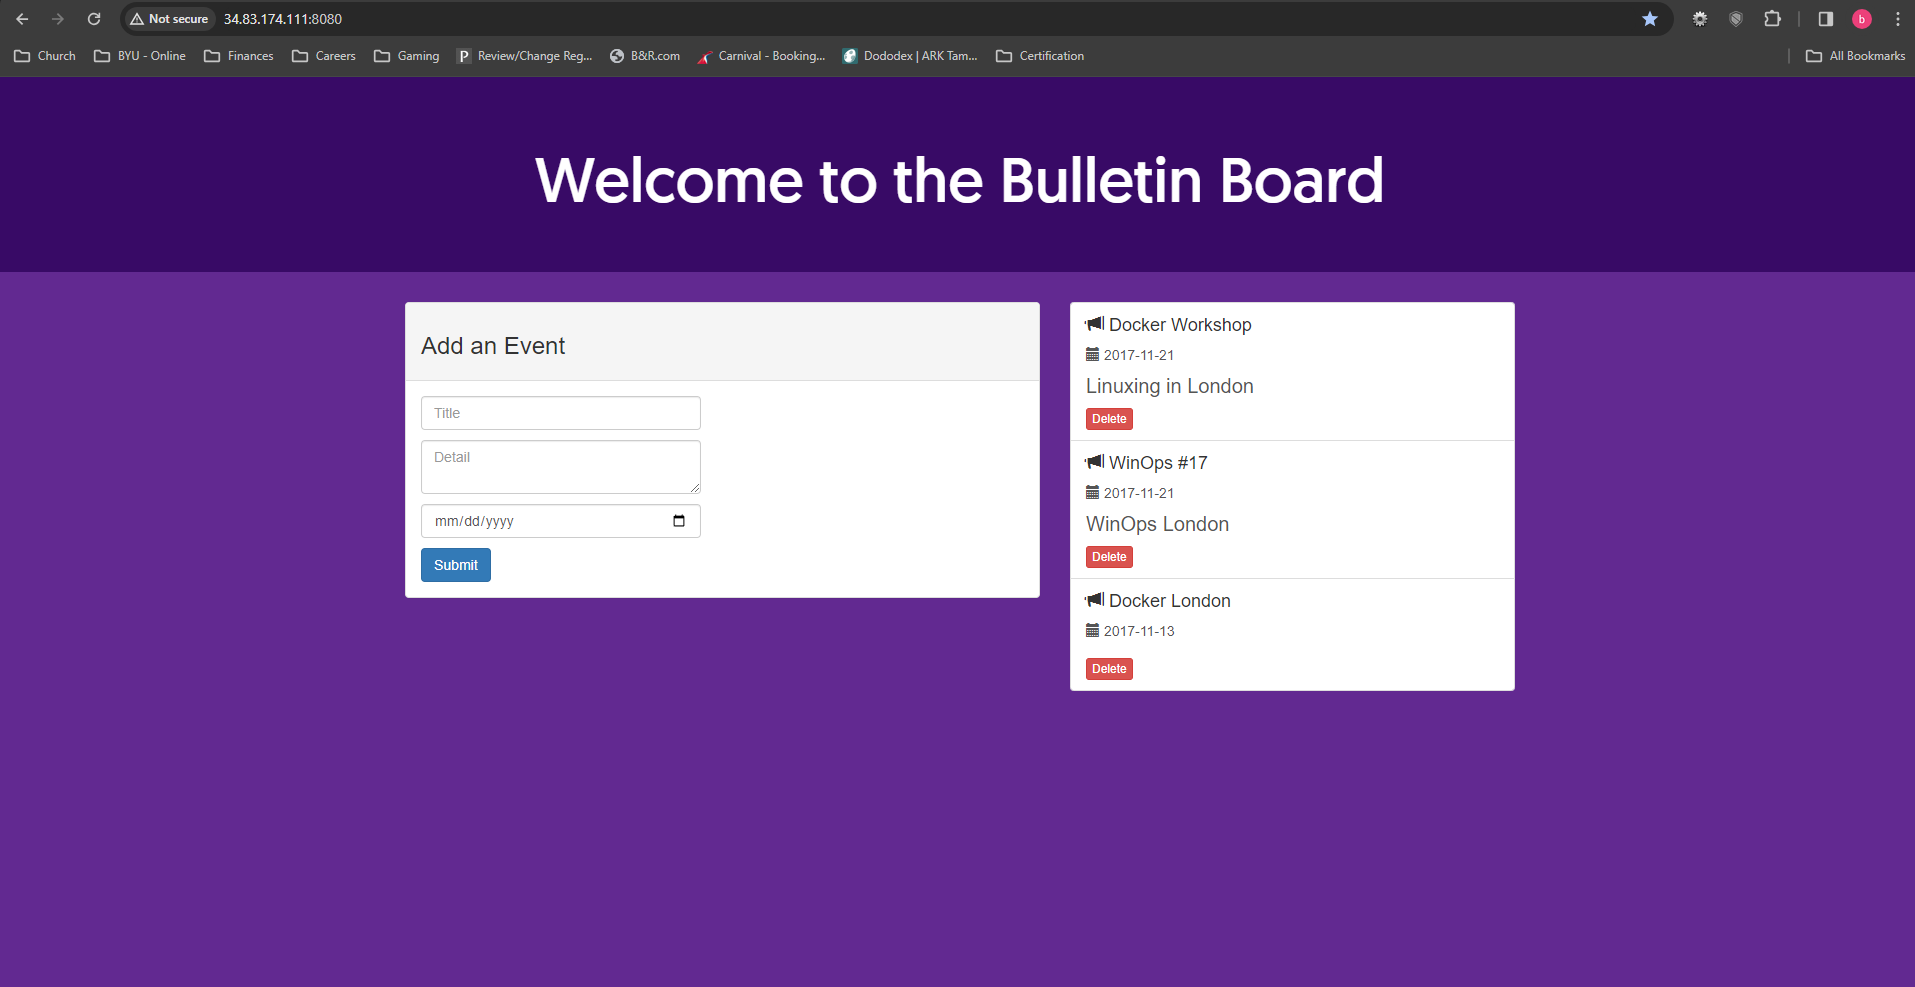 Not secure 34.83.174.111:8080 b
Church BYU - Online Finances Careers Gaming P Review/Change Reg... B&R.com Carnival - Booking... Dododex | ARK Tam... Certification All Bookmarks
Welcome to the Bulletin Board
Add an Event
Title
Detail
mm/dd/yyyy
Submit
Docker Workshop
2017-11-21
Linuxing in London
Delete
WinOps #17
2017-11-21
WinOps London
Delete
Docker London
2017-11-13
Delete